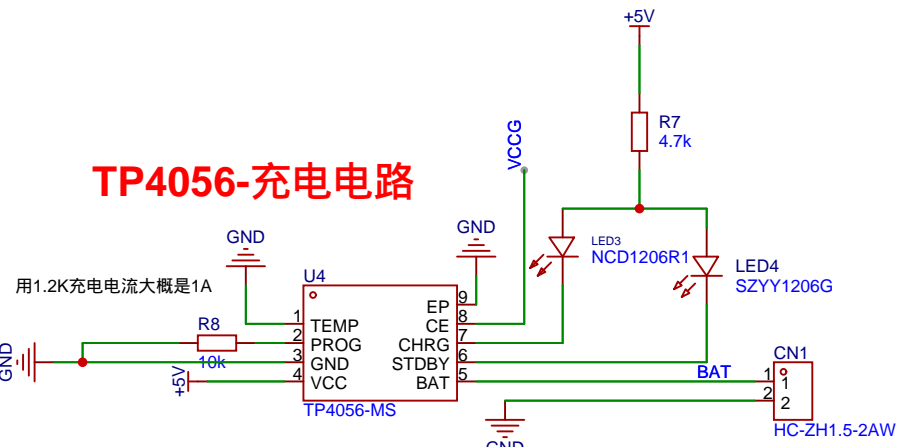 +5V
R7
4.7k
VCCG
TP4056-充电电路
GND
GND
LED3
NCD1206R1
LED4
SZYY1206G
用1.2K充电电流大概是1A
U4
EP 9
1 TEMP
CE 8
R8
2 PROG
CHRG 7
10k
GND
3 GND
STDBY 6
+5V
4 VCC
BAT 5
TP4056-MS
BAT
CN1
1 1
2 2
HC-ZH1.5-2AW
GND